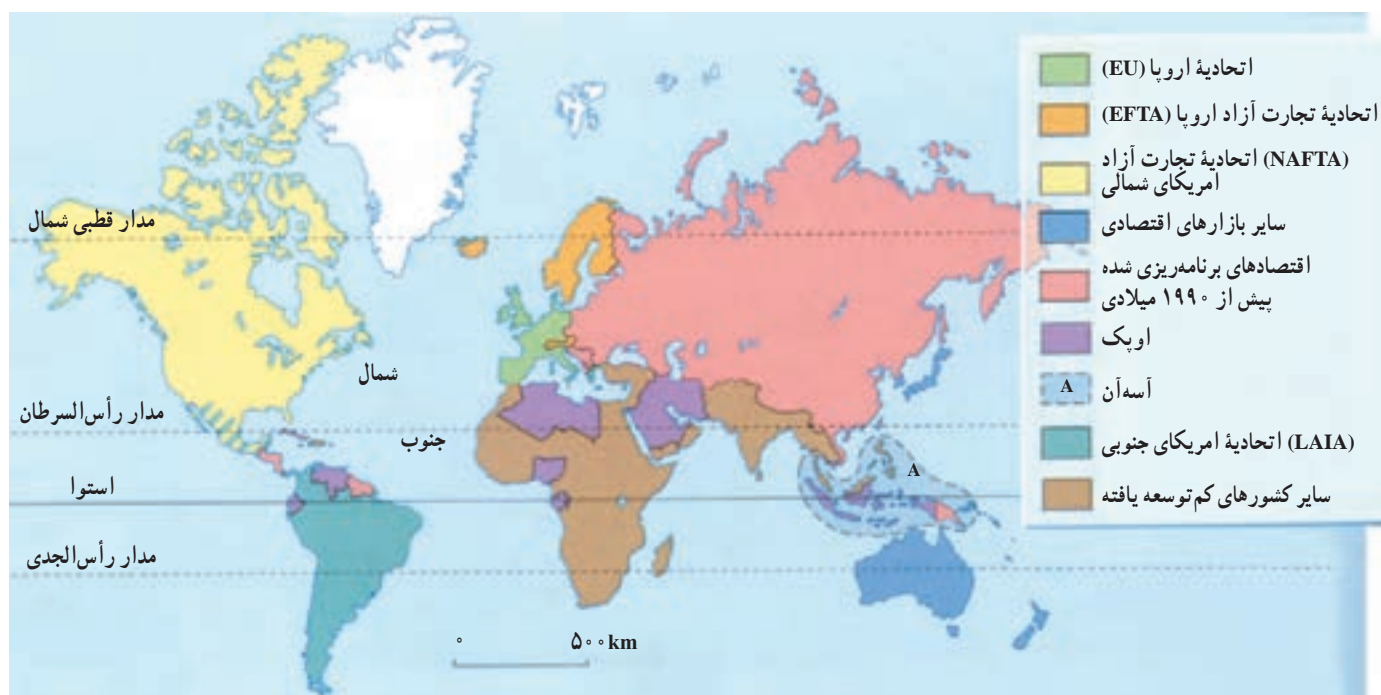 اتحادیهٔ اروپا (EU)
اتحادیهٔ تجارت آزاد اروپا (EFTA)
(NAFTA) اتحادیهٔ تجارت آزاد
امریکای شمالی
سایر بازارهای اقتصادی
اقتصادهای برنامه‌ریزی شده
پیش از ۱۹۹۰ میلادی
اوپک
A
آسه‌آن
(LAIA) اتحادیهٔ امریکای جنوبی
سایر کشورهای کم‌توسعه یافته
مدار قطبی شمال
شمال
مدار رأس‌السرطان
جنوب
A
استوا
مدار رأس‌الجدی
۰
۵۰۰km